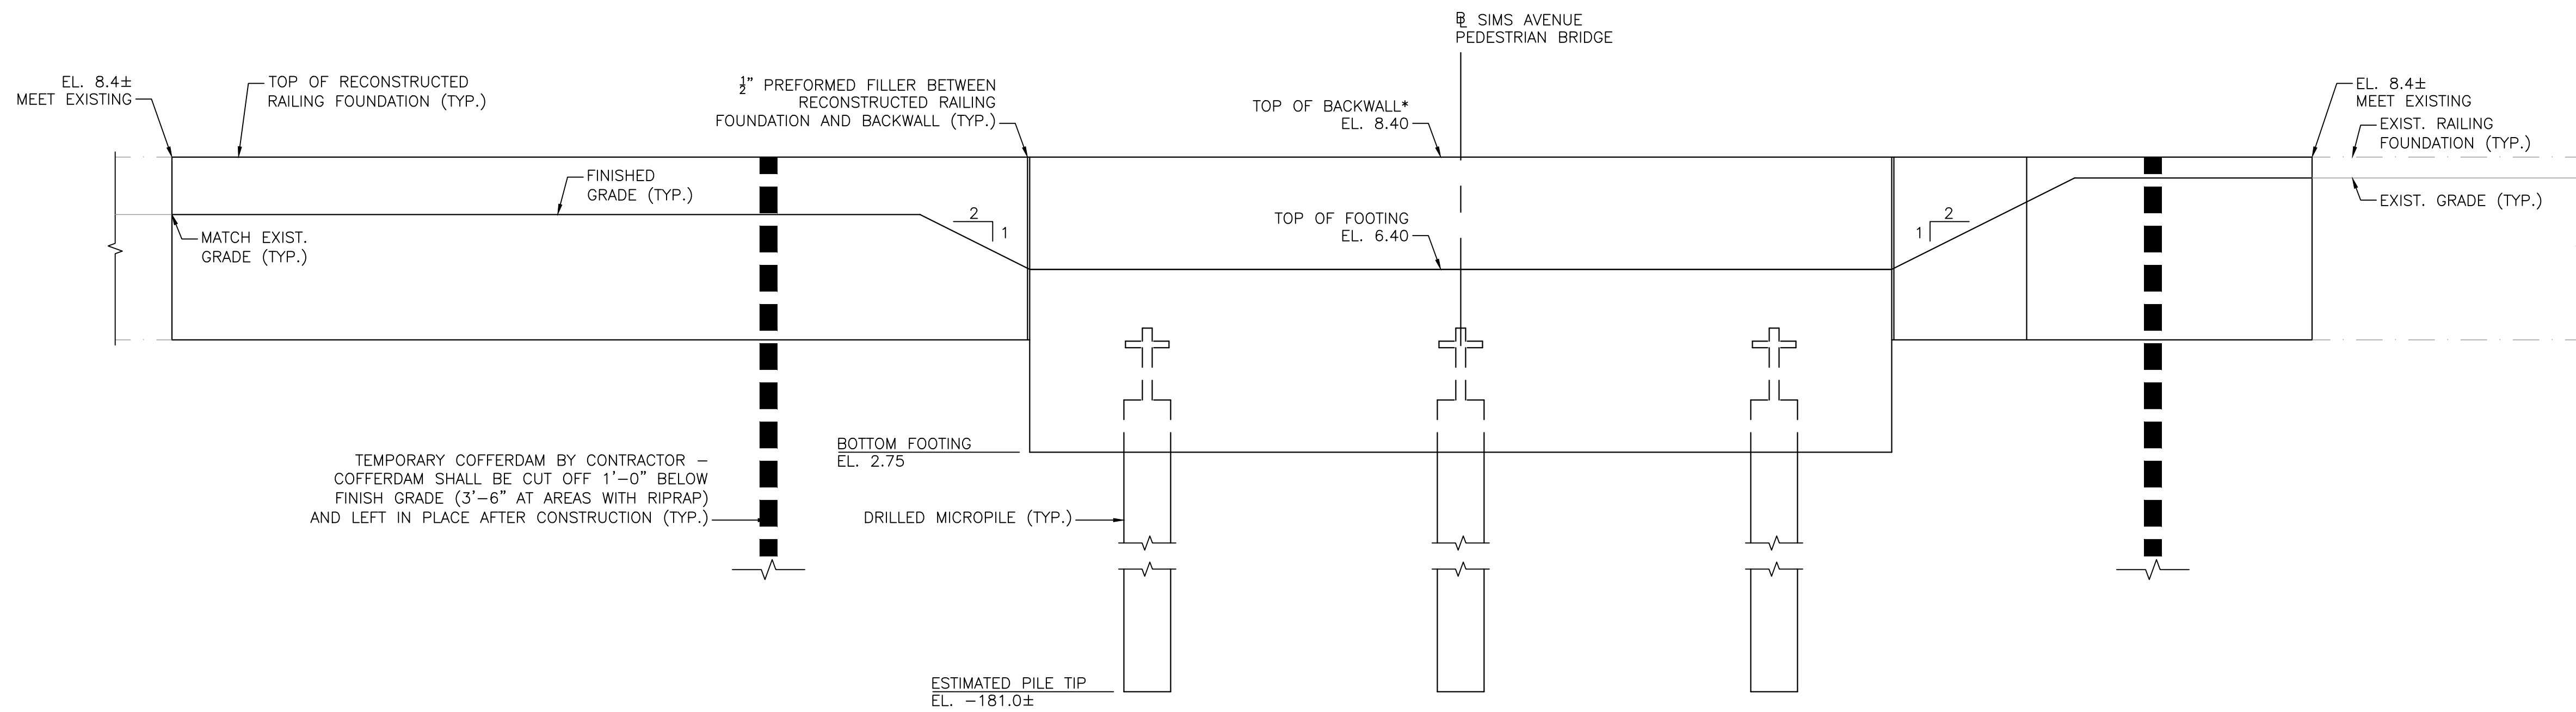 ℄ SIMS AVENUE
PEDESTRIAN BRIDGE
EL. 8.4±
MEET EXISTING
TOP OF RECONSTRUCTED
RAILING FOUNDATION (TYP.)
½" PREFORMED FILLER BETWEEN
RECONSTRUCTED RAILING
FOUNDATION AND BACKWALL (TYP.)
TOP OF BACKWALL*
EL. 8.40
EL. 8.4±
MEET EXISTING
EXIST. RAILING
FOUNDATION (TYP.)
FINISHED
GRADE (TYP.)
EXIST. GRADE (TYP.)
MATCH EXIST.
GRADE (TYP.)
2
1
TOP OF FOOTING
EL. 6.40
2
1
BOTTOM FOOTING
EL. 2.75
TEMPORARY COFFERDAM BY CONTRACTOR –
COFFERDAM SHALL BE CUT OFF 1'–0" BELOW
FINISH GRADE (3'–6" AT AREAS WITH RIPRAP)
AND LEFT IN PLACE AFTER CONSTRUCTION (TYP.)
DRILLED MICROPILE (TYP.)
ESTIMATED PILE TIP
EL. –181.0±